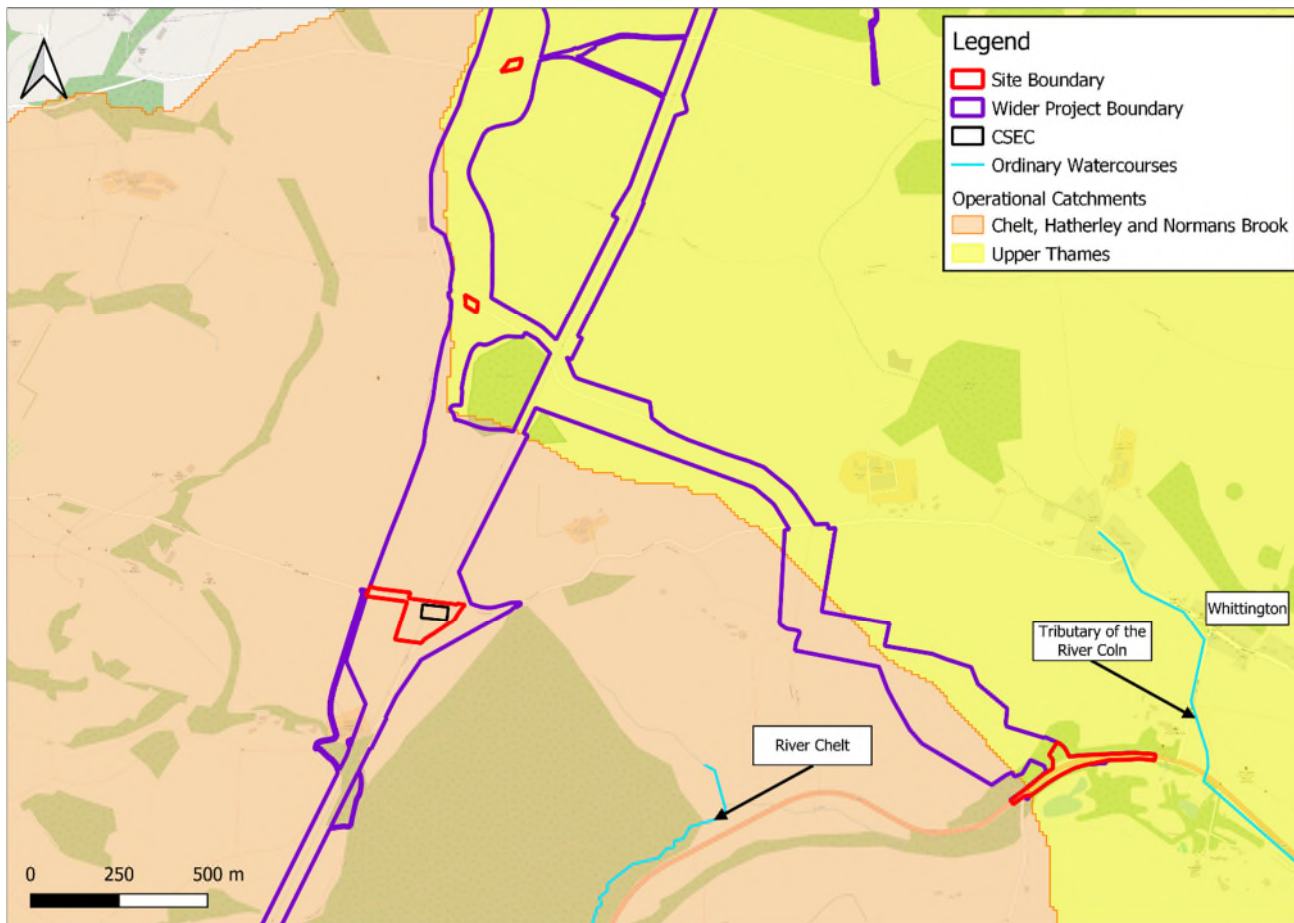 N
Legend
Site Boundary
Wider Project Boundary
CSEC
Ordinary Watercourses
Operational Catchments
Chelt, Hatherley and Normans Brook
Upper Thames
Whittington
Tributary of the
River Coln
River Chelt
0 250 500 m